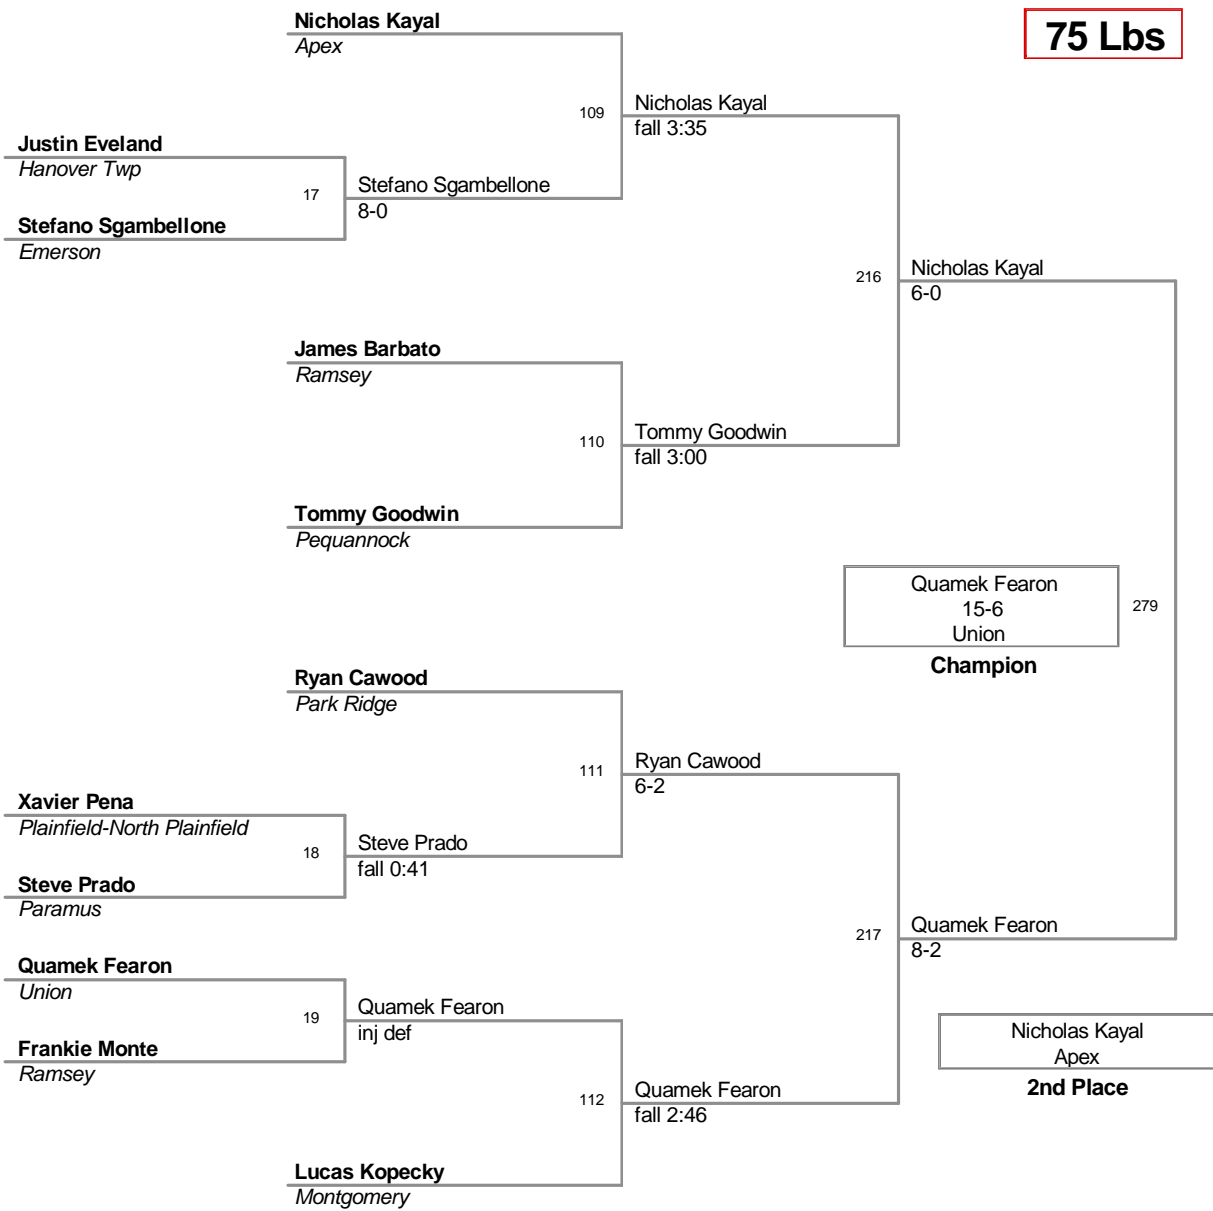 Nicholas Kayal
Apex
75 Lbs
109
Nicholas Kayal
fall 3:35
Justin Eveland
Hanover Twp
17
Stefano Sgambellone
8-0
Stefano Sgambellone
Emerson
216
Nicholas Kayal
6-0
James Barbato
Ramsey
110
Tommy Goodwin
fall 3:00
Tommy Goodwin
Pequannock
Quamek Fearon
15-6
Union
279
Champion
Ryan Cawood
Park Ridge
111
Ryan Cawood
6-2
Xavier Pena
Plainfield-North Plainfield
18
Steve Prado
fall 0:41
Steve Prado
Paramus
217
Quamek Fearon
8-2
Quamek Fearon
Union
19
Quamek Fearon
inj def
Frankie Monte
Ramsey
Nicholas Kayal
Apex
2nd Place
112
Quamek Fearon
fall 2:46
Lucas Kopecky
Montgomery